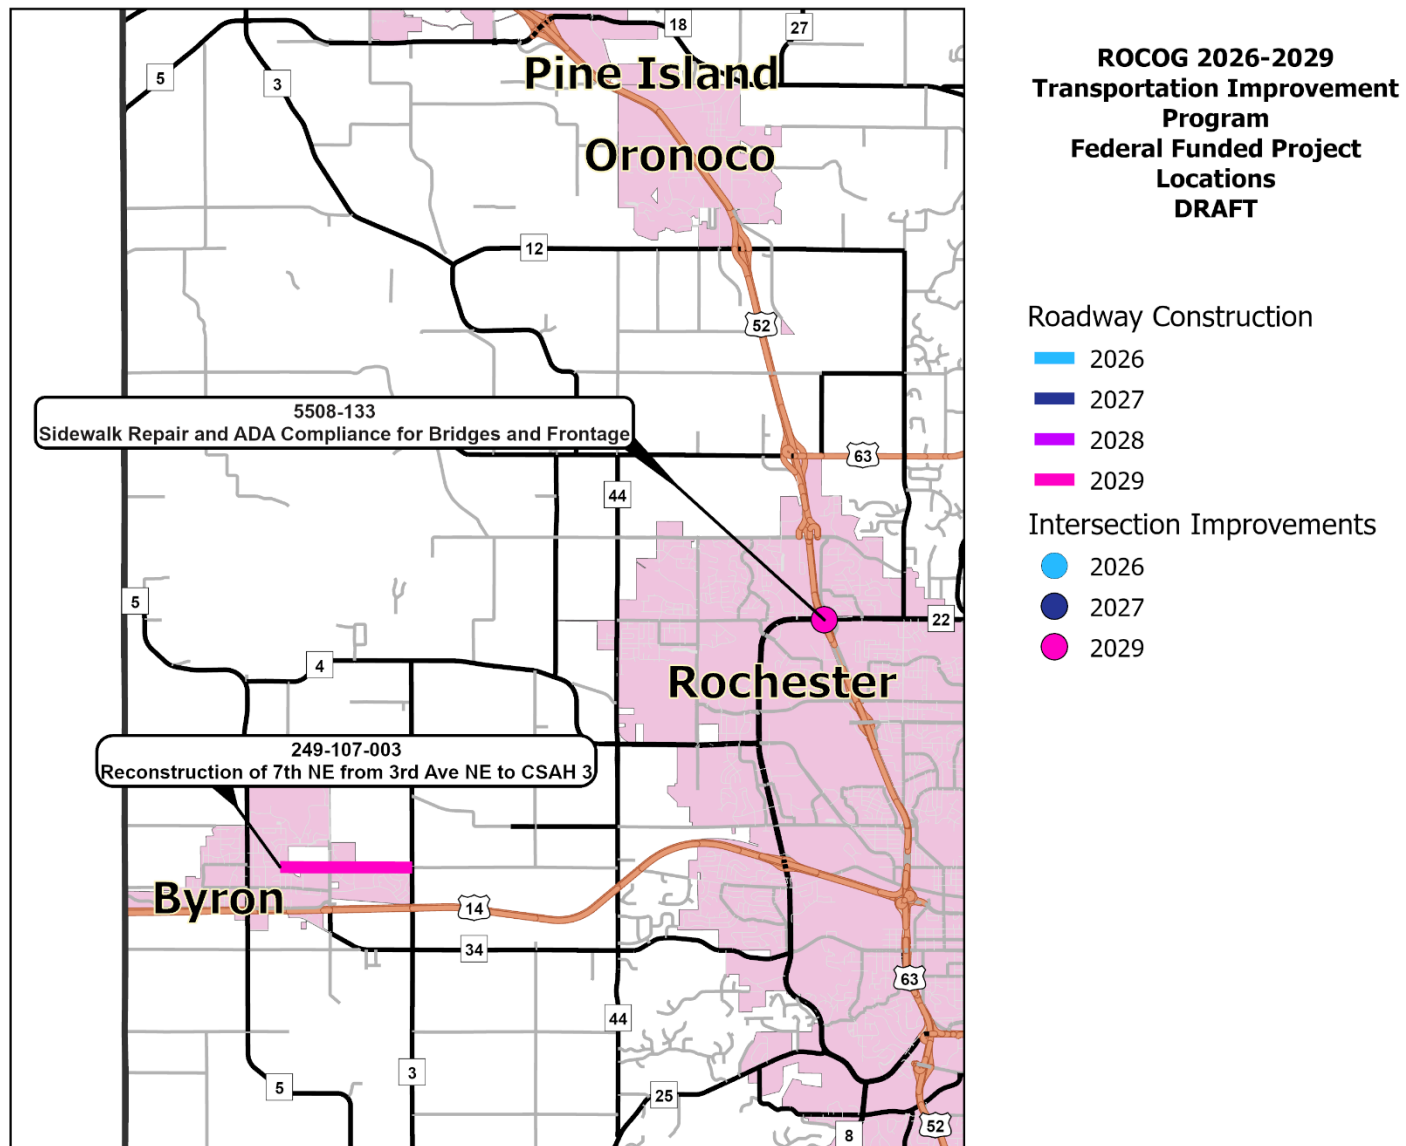 ROCOG 2026-2029
Transportation Improvement
Program
Federal Funded Project
Locations
DRAFT
Roadway Construction
2026
2027
2028
2029
Intersection Improvements
2026
2027
2029
18
27
5
3
Pine Island
Oronoco
12
52
5508-133
Sidewalk Repair and ADA Compliance for Bridges and Frontage
63
44
5
22
4
Rochester
249-107-003
Reconstruction of 7th NE from 3rd Ave NE to CSAH 3
Byron
14
34
63
44
3
5
25
52
8